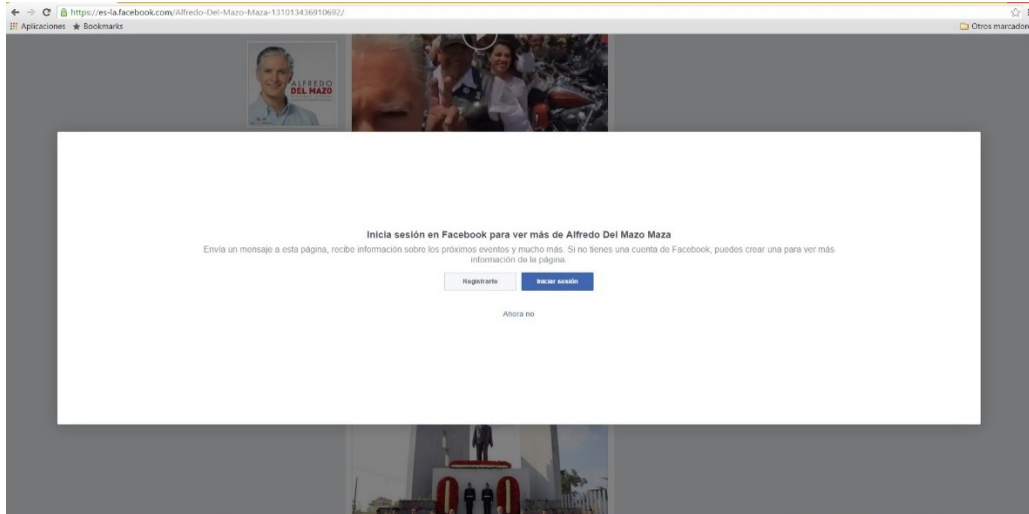 https://es-la.facebook.com/Alfredo-Del-Mazo-Maza-131013436910692/
Aplicaciones Bookmarks Otros marcador
ALFREDO
DEL MAZO
Inicia sesión en Facebook para ver más de Alfredo Del Mazo Maza
Envía un mensaje a esta página, recibe información sobre los próximos eventos y mucho más. Si no tienes una cuenta de Facebook, puedes crear una para ver más
información de la página.
Registrarte Iniciar sesión
Ahora no